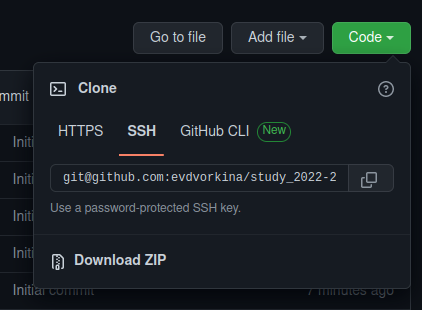 Go to file Add file Code
mmit
Clone
HTTPS SSH GitHub CLI New
Initi
git@github.com:evdvorkina/study_2022-2
Initi
Use a password-protected SSH key.
Initi
Initi
Download ZIP
Initial commit 7 minutes ago